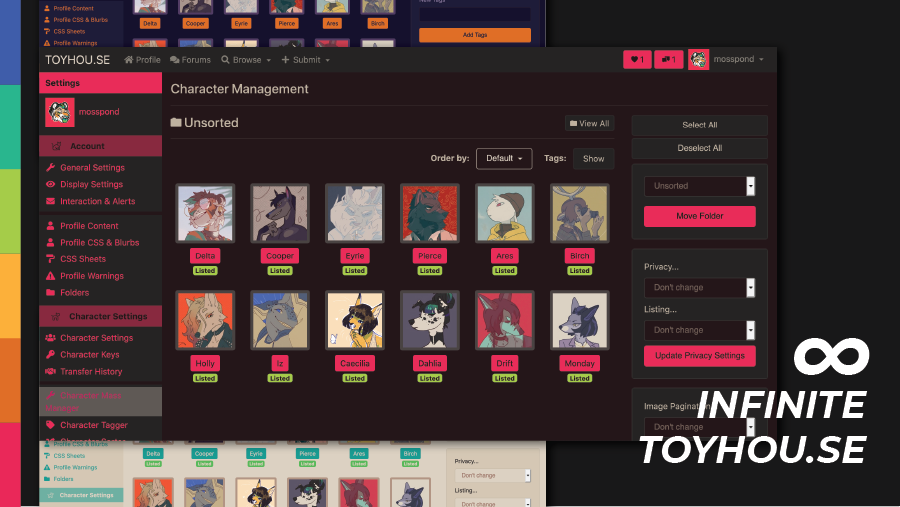 Profile Content
Profile CSS & Blurbs
CSS Sheets
Profile Warnings
Delta
Cooper
Eyrie
Pierce
Ares
Birch
Add Tags
TOYHOU.SE
Profile
Forums
Browse
Submit
1
1
mosspond
Settings
mosspond
Account
General Settings
Display Settings
Interaction & Alerts
Profile Content
Profile CSS & Blurbs
CSS Sheets
Profile Warnings
Folders
Character Settings
Character Settings
Character Keys
Transfer History
Character Tagger
Character Management
Unsorted
View All
Order by:
Default
Tags:
Show
Delta
Cooper
Eyrie
Pierce
Ares
Birch
Listed
Listed
Listed
Listed
Listed
Listed
Holly
Iz
Caecilia
Dahlia
Drift
Monday
Listed
Listed
Listed
Listed
Listed
Listed
Select All
Deselect All
Unsorted
Move Folder
Privacy...
Don't change
Listing...
Don't change
Update Privacy Settings
Image Pagination
Don't change
INFINITE
TOYHOU.SE
Profile CSS & Blurbs
CSS Sheets
Profile Warnings
Folders
Character Settings
Delta
Cooper
Eyrie
Pierce
Ares
Birch
Listed
Listed
Listed
Listed
Listed
Listed
Privacy...
Don't change
Listing...
Don't change